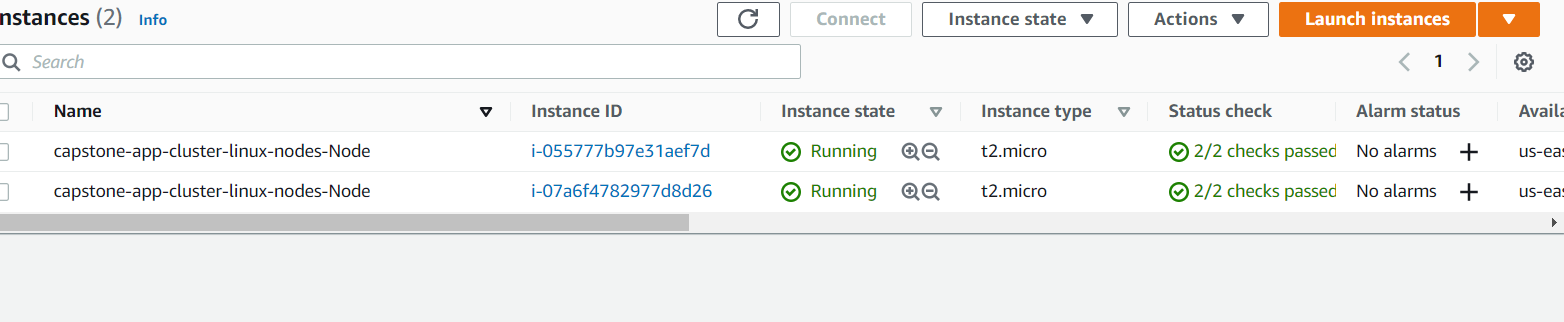 nstances (2) Info Connect Instance state Actions Launch instances
Search 1
Name Instance ID Instance state Instance type Status check Alarm status Availa
capstone-app-cluster-linux-nodes-Node i-055777b97e31aef7d Running t2.micro 2/2 checks passed No alarms + us-eas
capstone-app-cluster-linux-nodes-Node i-07a6f4782977d8d26 Running t2.micro 2/2 checks passed No alarms + us-eas